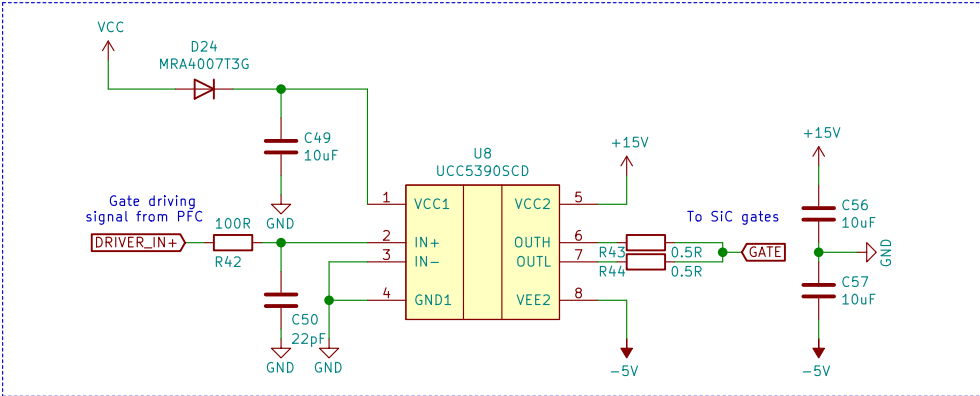 VCC
D24
MRA4007T3G
C49
10uF
GND
Gate driving
signal from PFC
DRIVER_IN+
100R
R42
C50
22pF
GND
GND
U8
UCC5390SCD
1
VCC1
2
IN+
3
IN-
4
GND1
VCC2
5
OUTH
6
OUTL
7
VEE2
8
+15V
R43
0.5R
R44
0.5R
-5V
To SiC gates
GATE
+15V
C56
10uF
GND
C57
10uF
-5V